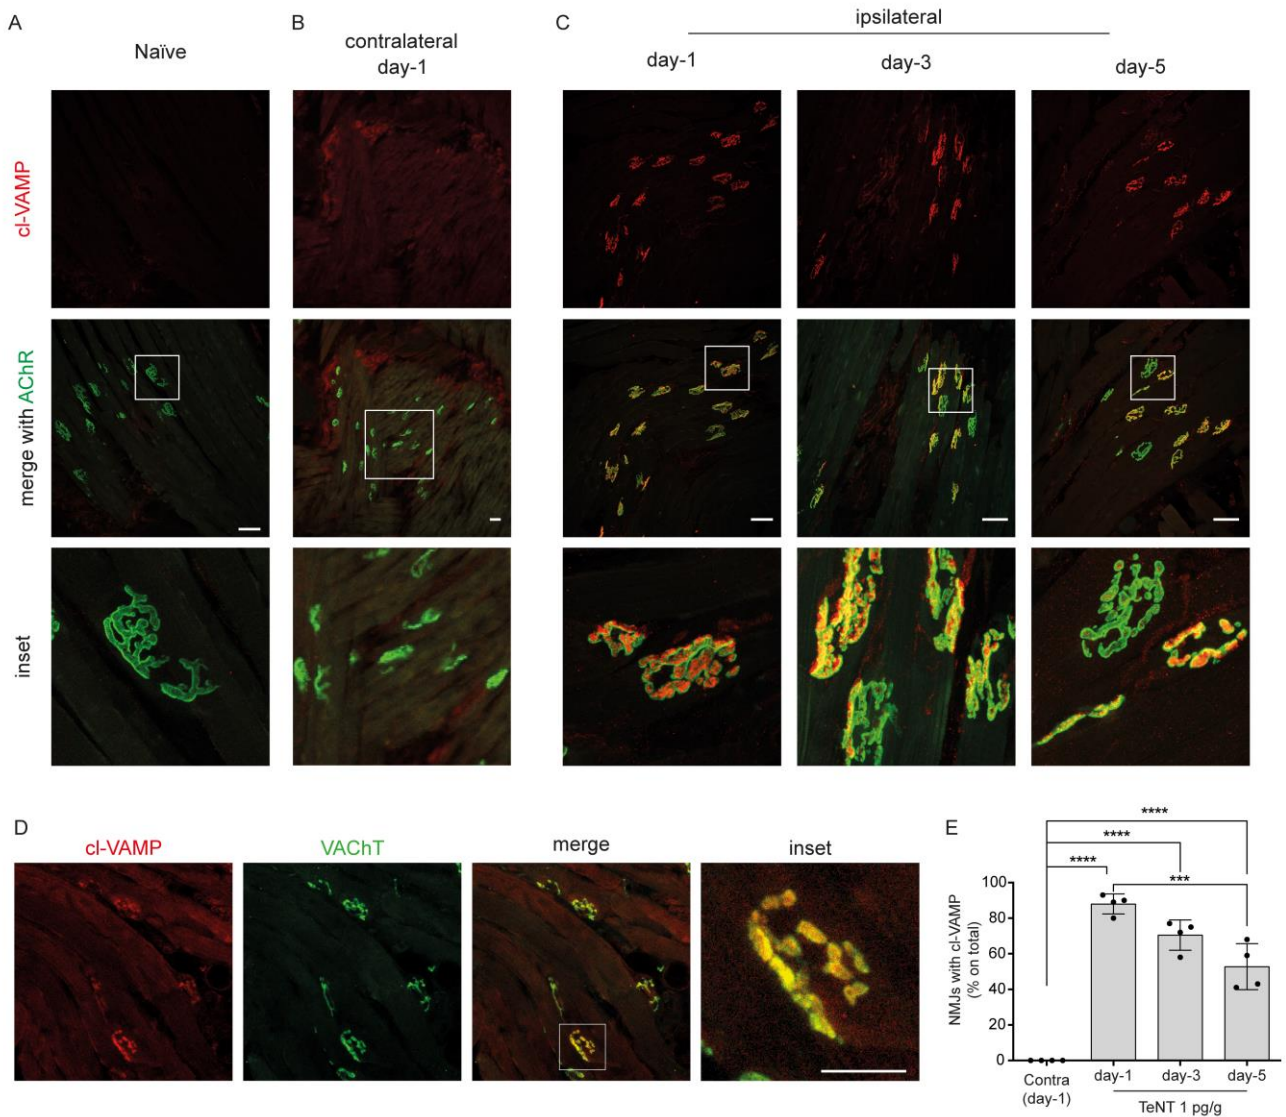 A
Naïve
B
contralateral
day-1
C
ipsilateral
day-1
day-3
day-5
cl-VAMP
merge with AChR
inset
D
cl-VAMP
VAChT
merge
inset
E
****
****
****
***
NMJs with cl-VAMP
(% on total)
100
80
60
40
20
0
Contra
(day-1)
day-1
day-3
day-5
TeNT 1 pg/g